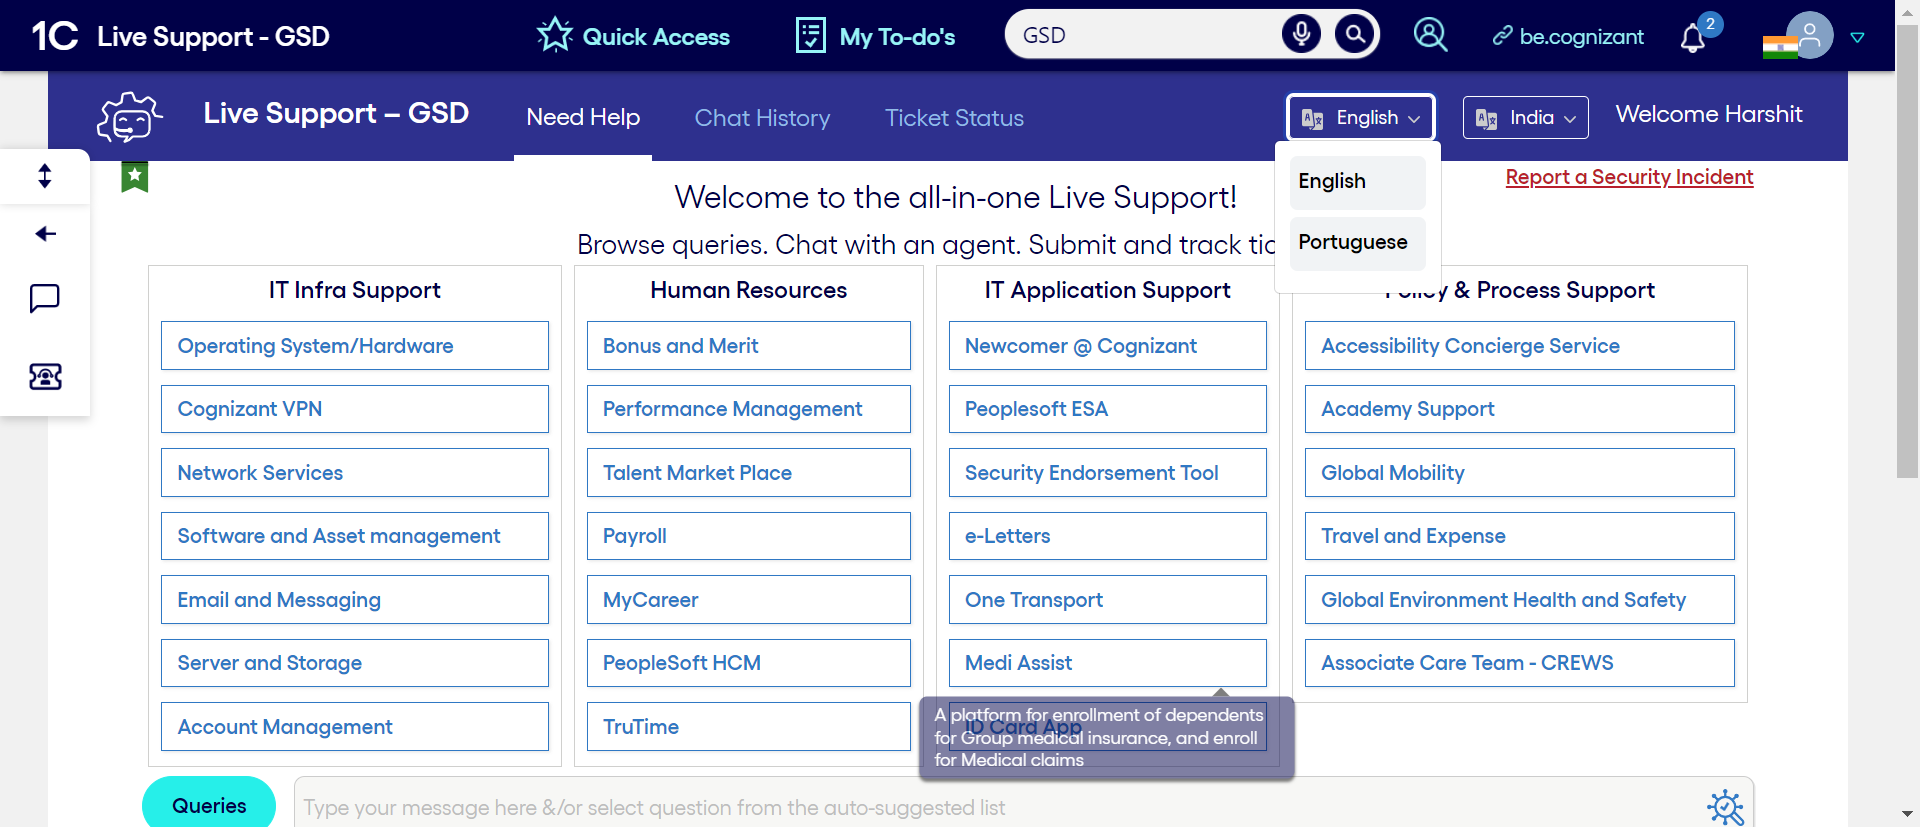 1C Live Support - GSD
Quick Access
My To-do's
GSD
be.cognizant
2
Live Support – GSD
Need Help
Chat History
Ticket Status
English
India
Welcome Harshit
English
Portuguese
Report a Security Incident
Welcome to the all-in-one Live Support!
Browse queries. Chat with an agent. Submit and track tic
IT Infra Support
Operating System/Hardware
Cognizant VPN
Network Services
Software and Asset management
Email and Messaging
Server and Storage
Account Management
Human Resources
Bonus and Merit
Performance Management
Talent Market Place
Payroll
MyCareer
PeopleSoft HCM
TruTime
IT Application Support
Newcomer @ Cognizant
Peoplesoft ESA
Security Endorsement Tool
e-Letters
One Transport
Medi Assist
ID Card App
A platform for enrollment of dependents
for Group medical insurance, and enroll
for Medical claims
Policy & Process Support
Accessibility Concierge Service
Academy Support
Global Mobility
Travel and Expense
Global Environment Health and Safety
Associate Care Team - CREWS
Queries
Type your message here &/or select question from the auto-suggested list